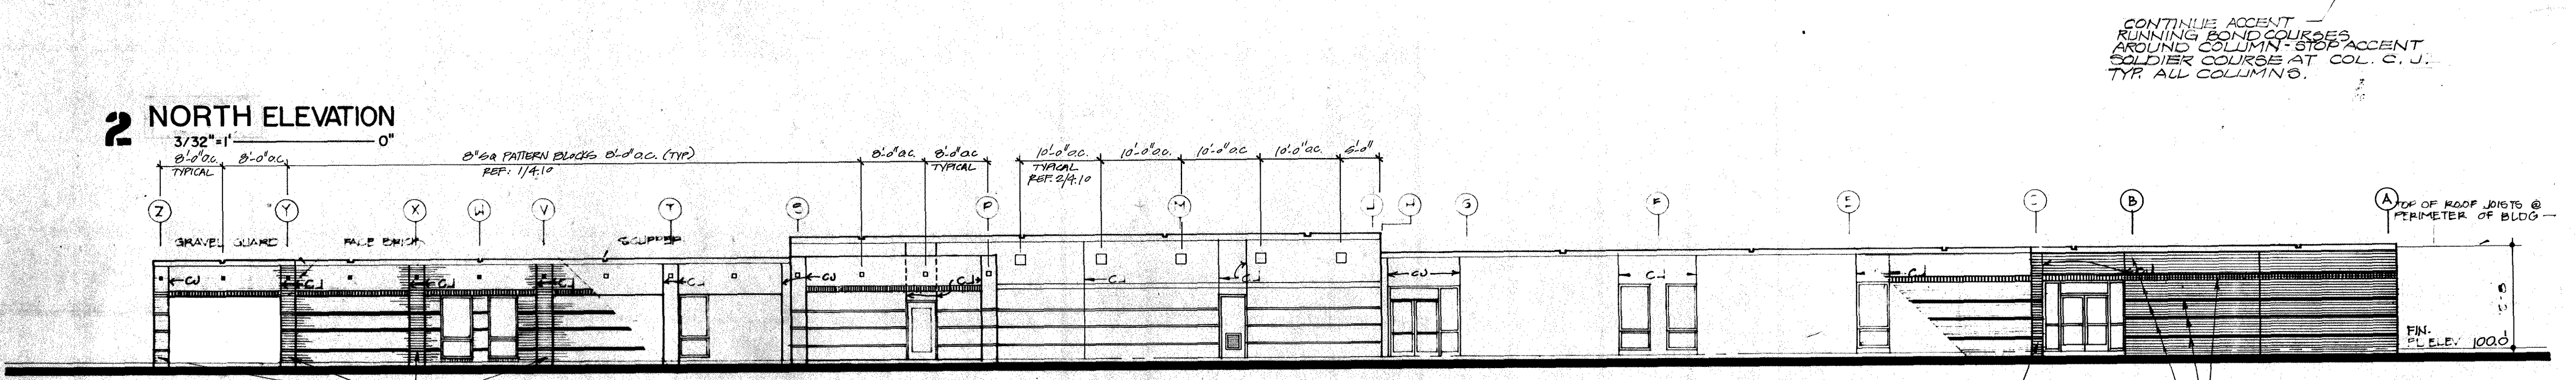 CONTINUE ACCENT
RUNNING BOND COURSES
AROUND COLUMN - STOP ACCENT
SOLDIER COURSE AT COL. C.J.
TYP. ALL COLUMNS.
2 NORTH ELEVATION
3/32"=1' 0"
8'-0" O.C. 8'-0" O.C. 8" SQ PATTERN BLOCKS 8'-0" O.C. (TYP) 8'-0" O.C. 8'-0" O.C. 10'-0" O.C. 10'-0" O.C. 10'-0" O.C. 10'-0" O.C.
TYPICAL REF: 1/4.10 TYPICAL TYPICAL
REF. 2/4.10
Z Y X W V T S P M J H G F E C B A
TOP OF ROOF JOISTS @
PERIMETER OF BLDG
GRAVEL GUARD FACE BRICK SCUPPER
CJ CJ CJ CJ CJ CJ CJ CJ CJ CJ CJ CJ CJ
FIN.
FL ELEV 100.0